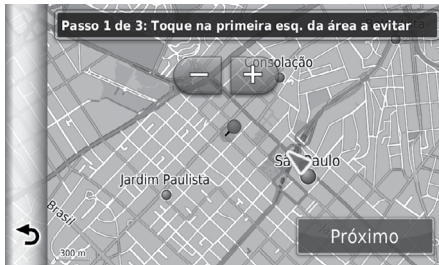 Passo 1 de 3: Toque na primeira esq. da área a evitar
Consolação
São Paulo
Jardim Paulista
Brasil
Próximo
300 m